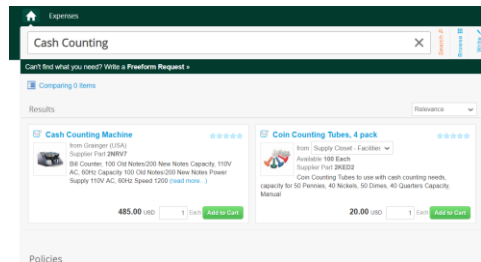 Expenses
Cash Counting
Search
Browse
Write
Can't find what you need? Write a Freeform Request »
Comparing 0 Items
Results
Relevance
Cash Counting Machine
from Granger (USA)
Supplier Part 2NRV7
Bill Counter, 100 Old Notes/200 New Notes Capacity, 110V
AC, 60Hz Capacity 100 Old Notes/200 New Notes Power
Supply 110V AC, 60Hz Speed 1200 (read more...)
485.00 USD 1 Each Add to Cart
Coin Counting Tubes, 4 pack
from Supply Closet - Facilities
Available 100 Each
Supplier Part 2KED2
Coin Counting Tubes to use with cash counting needs,
capacity for 50 Pennies, 40 Nickels, 50 Dimes, 40 Quarters Capacity,
Manual
20.00 USD 1 Each Add to Cart
Policies